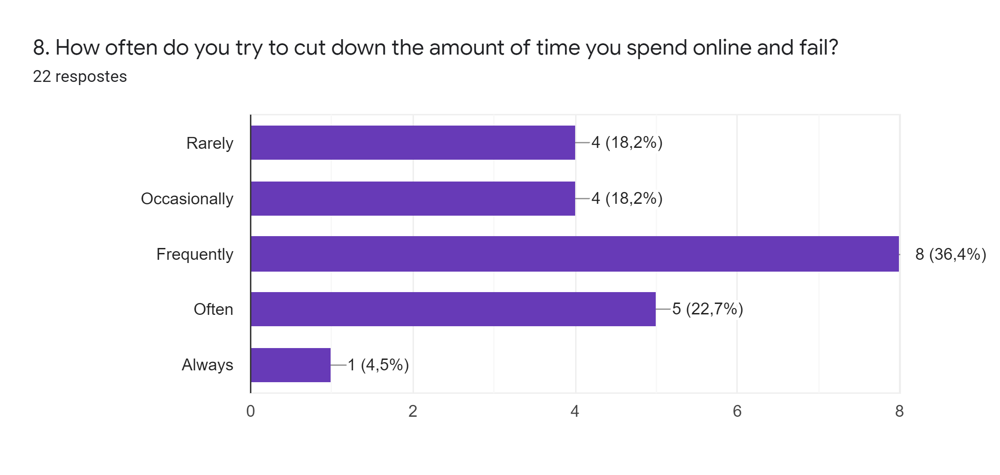 8. How often do you try to cut down the amount of time you spend online and fail?
22 respostes
Rarely 4 (18,2%)
Occasionally 4 (18,2%)
Frequently 8 (36,4%)
Often 5 (22,7%)
Always 1 (4,5%)
0 2 4 6 8